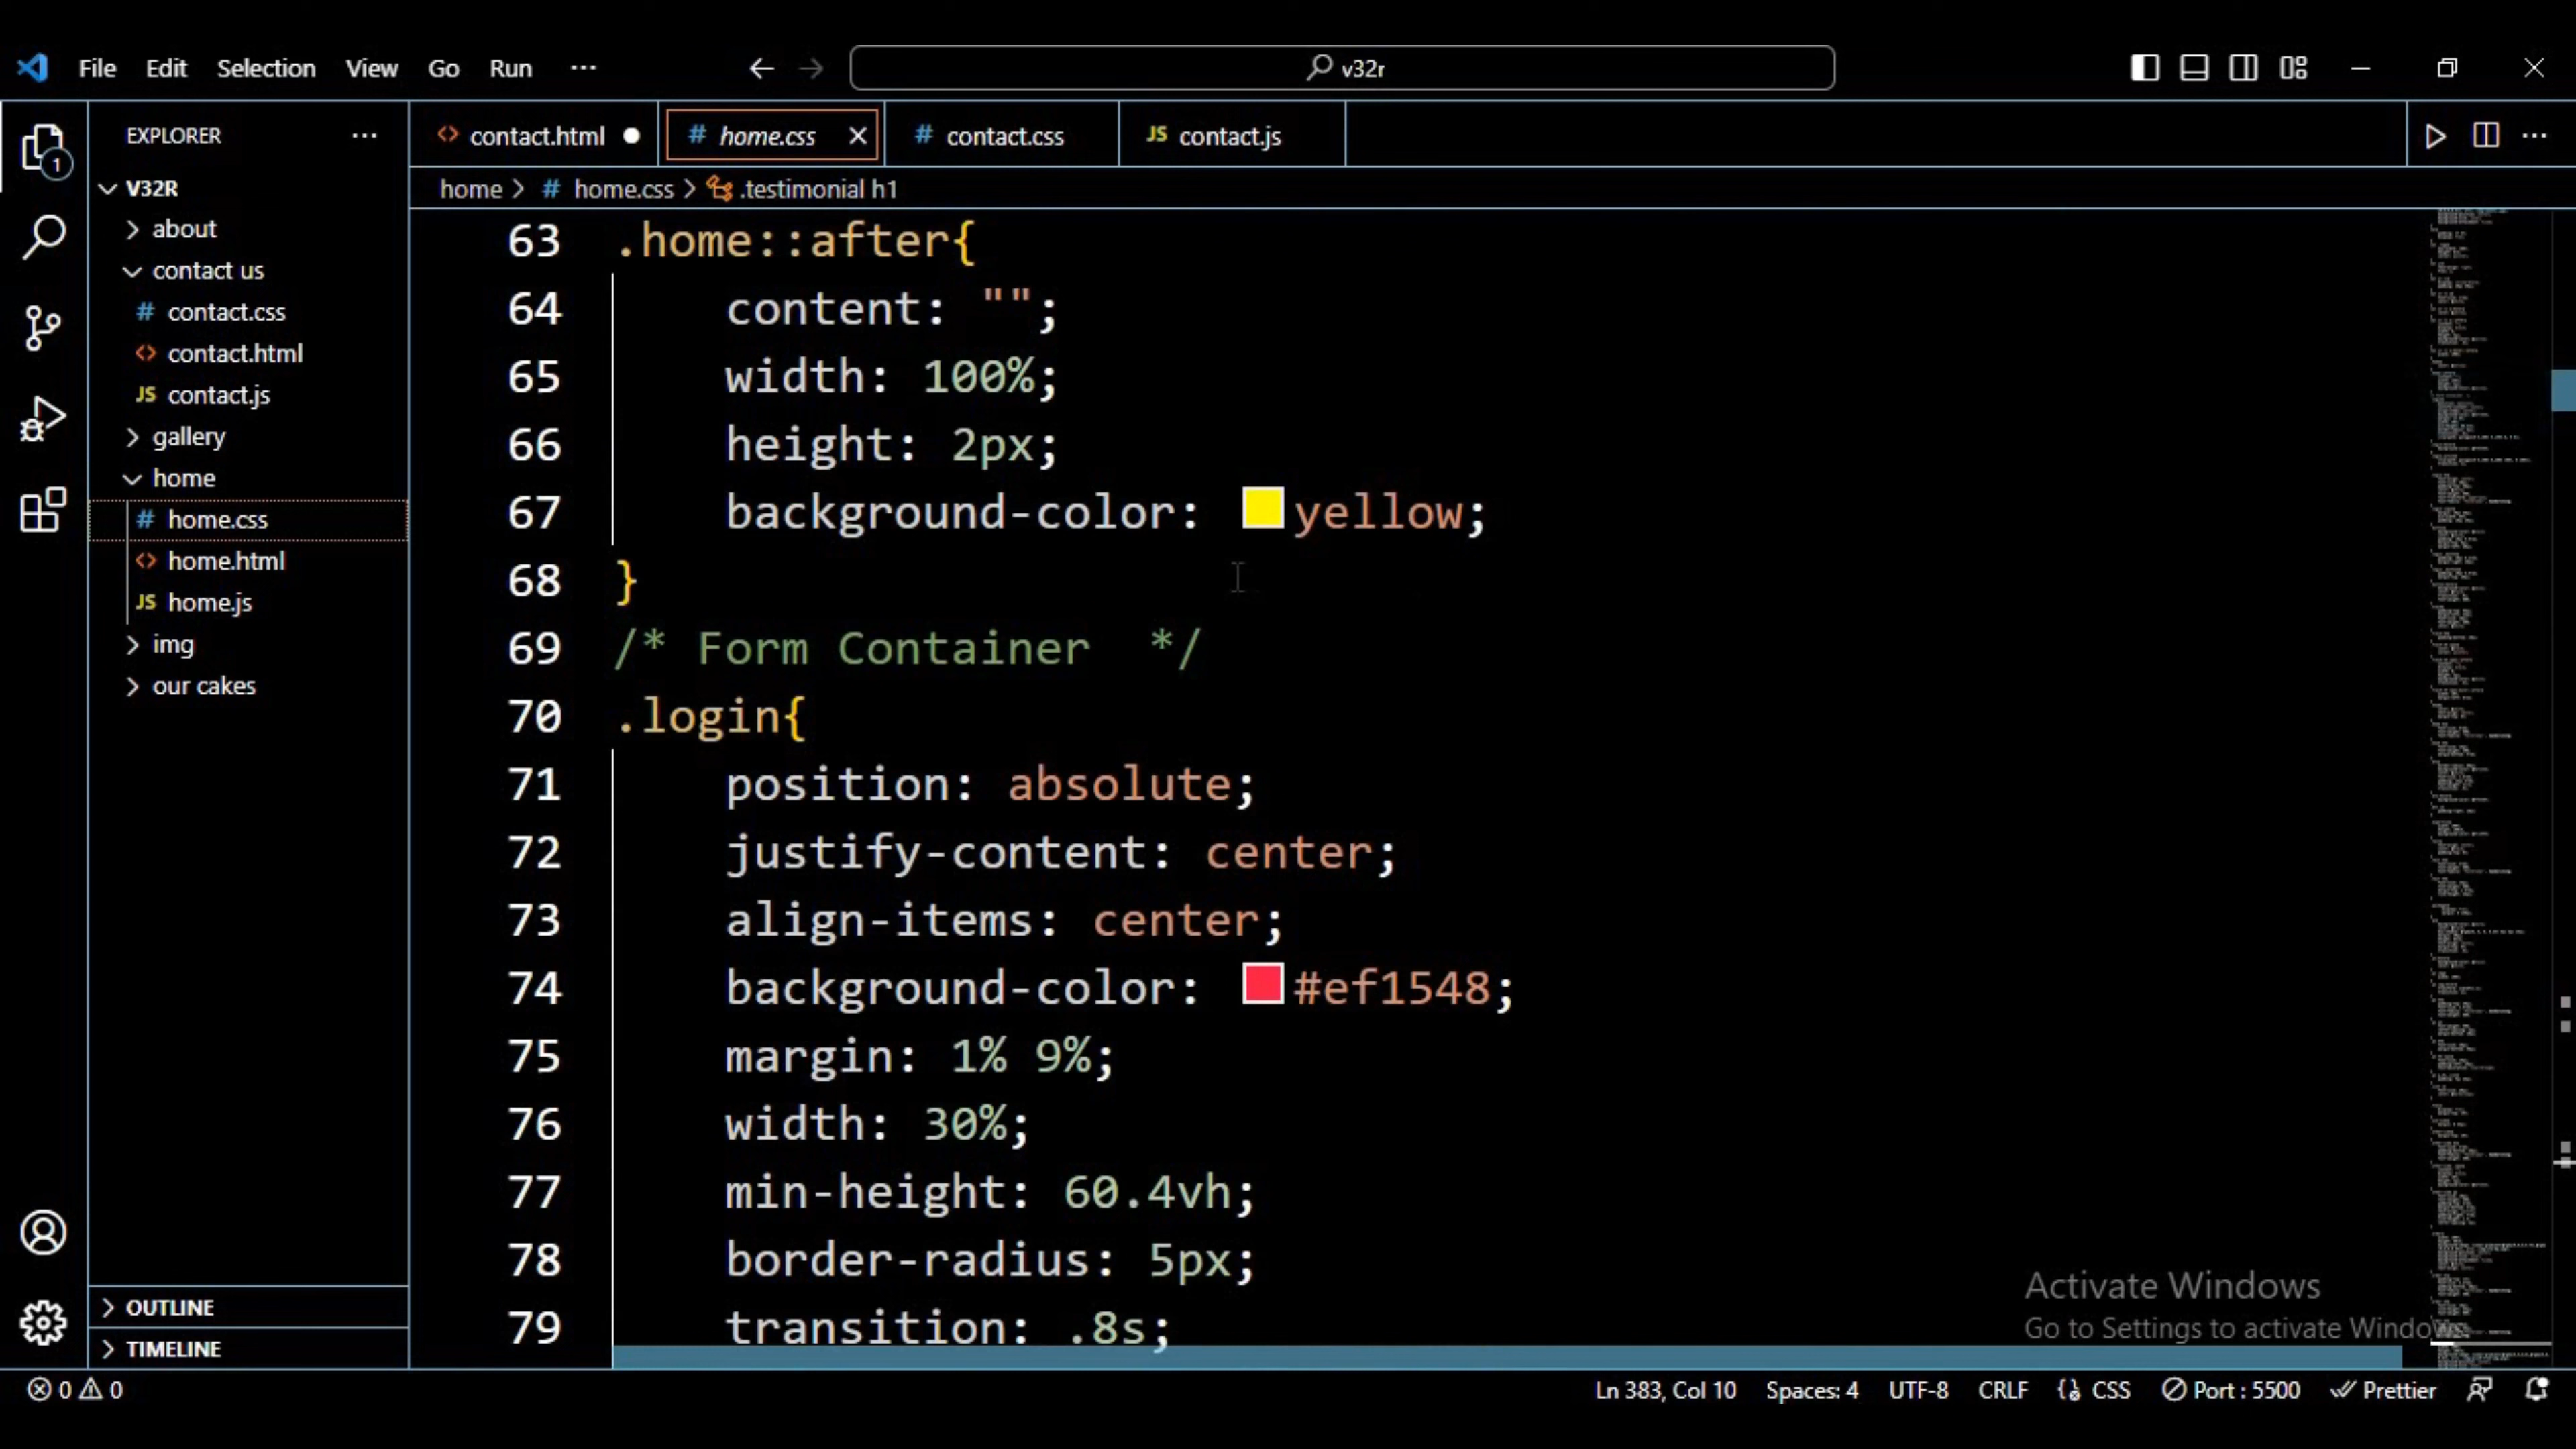 File Edit Selection View Go Run ··· v32r
EXPLORER ···
V32R
about
contact us
# contact.css
<> contact.html
JS contact.js
gallery
home
# home.css
<> home.html
JS home.js
img
our cakes
OUTLINE
TIMELINE
1
<> contact.html # home.css # contact.css JS contact.js
home > # home.css > .testimonial h1
63 .home::after{
64 content: "";
65 width: 100%;
66 height: 2px;
67 background-color: yellow;
68 }
69 /* Form Container  */
70 .login{
71 position: absolute;
72 justify-content: center;
73 align-items: center;
74 background-color: #ef1548;
75 margin: 1% 9%;
76 width: 30%;
77 min-height: 60.4vh;
78 border-radius: 5px;
79 transition: .8s;
Activate Windows
Go to Settings to activate Windows.
0 0 Ln 383, Col 10 Spaces: 4 UTF-8 CRLF CSS Port : 5500 Prettier